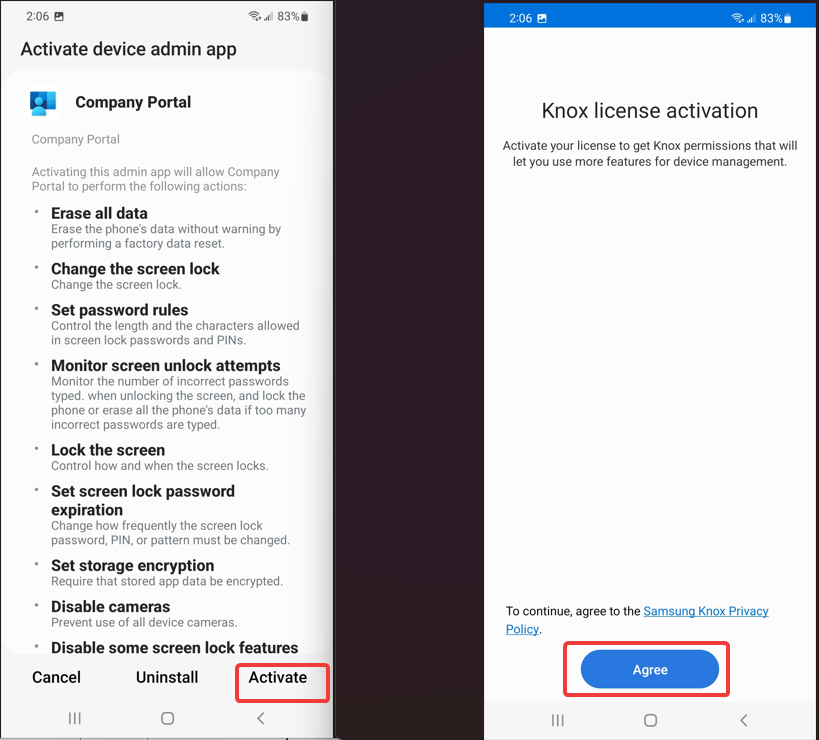 2:06
83%
Activate device admin app
Company Portal
Company Portal
Activating this admin app will allow Company
Portal to perform the following actions:
• Erase all data
Erase the phone's data without warning by
performing a factory data reset.
• Change the screen lock
Change the screen lock.
• Set password rules
Control the length and the characters allowed
in screen lock passwords and PINs.
• Monitor screen unlock attempts
Monitor the number of incorrect passwords
typed. when unlocking the screen, and lock the
phone or erase all the phone's data if too many
incorrect passwords are typed.
• Lock the screen
Control how and when the screen locks.
• Set screen lock password
expiration
Change how frequently the screen lock
password, PIN, or pattern must be changed.
• Set storage encryption
Require that stored app data be encrypted.
• Disable cameras
Prevent use of all device cameras.
• Disable some screen lock features
Cancel
Uninstall
Activate
2:06
83%
Knox license activation
Activate your license to get Knox permissions that will
let you use more features for device management.
To continue, agree to the Samsung Knox Privacy
Policy.
Agree